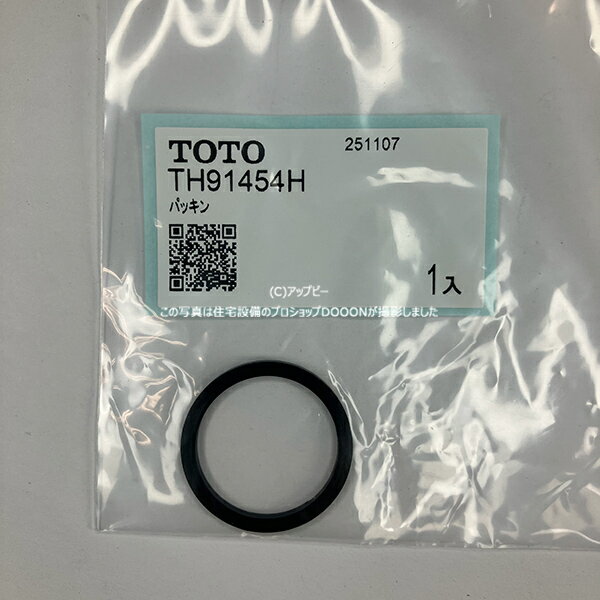 TOTO 251107
TH91454H
パッキン
1入
(C)アップピー
この写真は住宅設備のプロショップDOOONが撮影しました